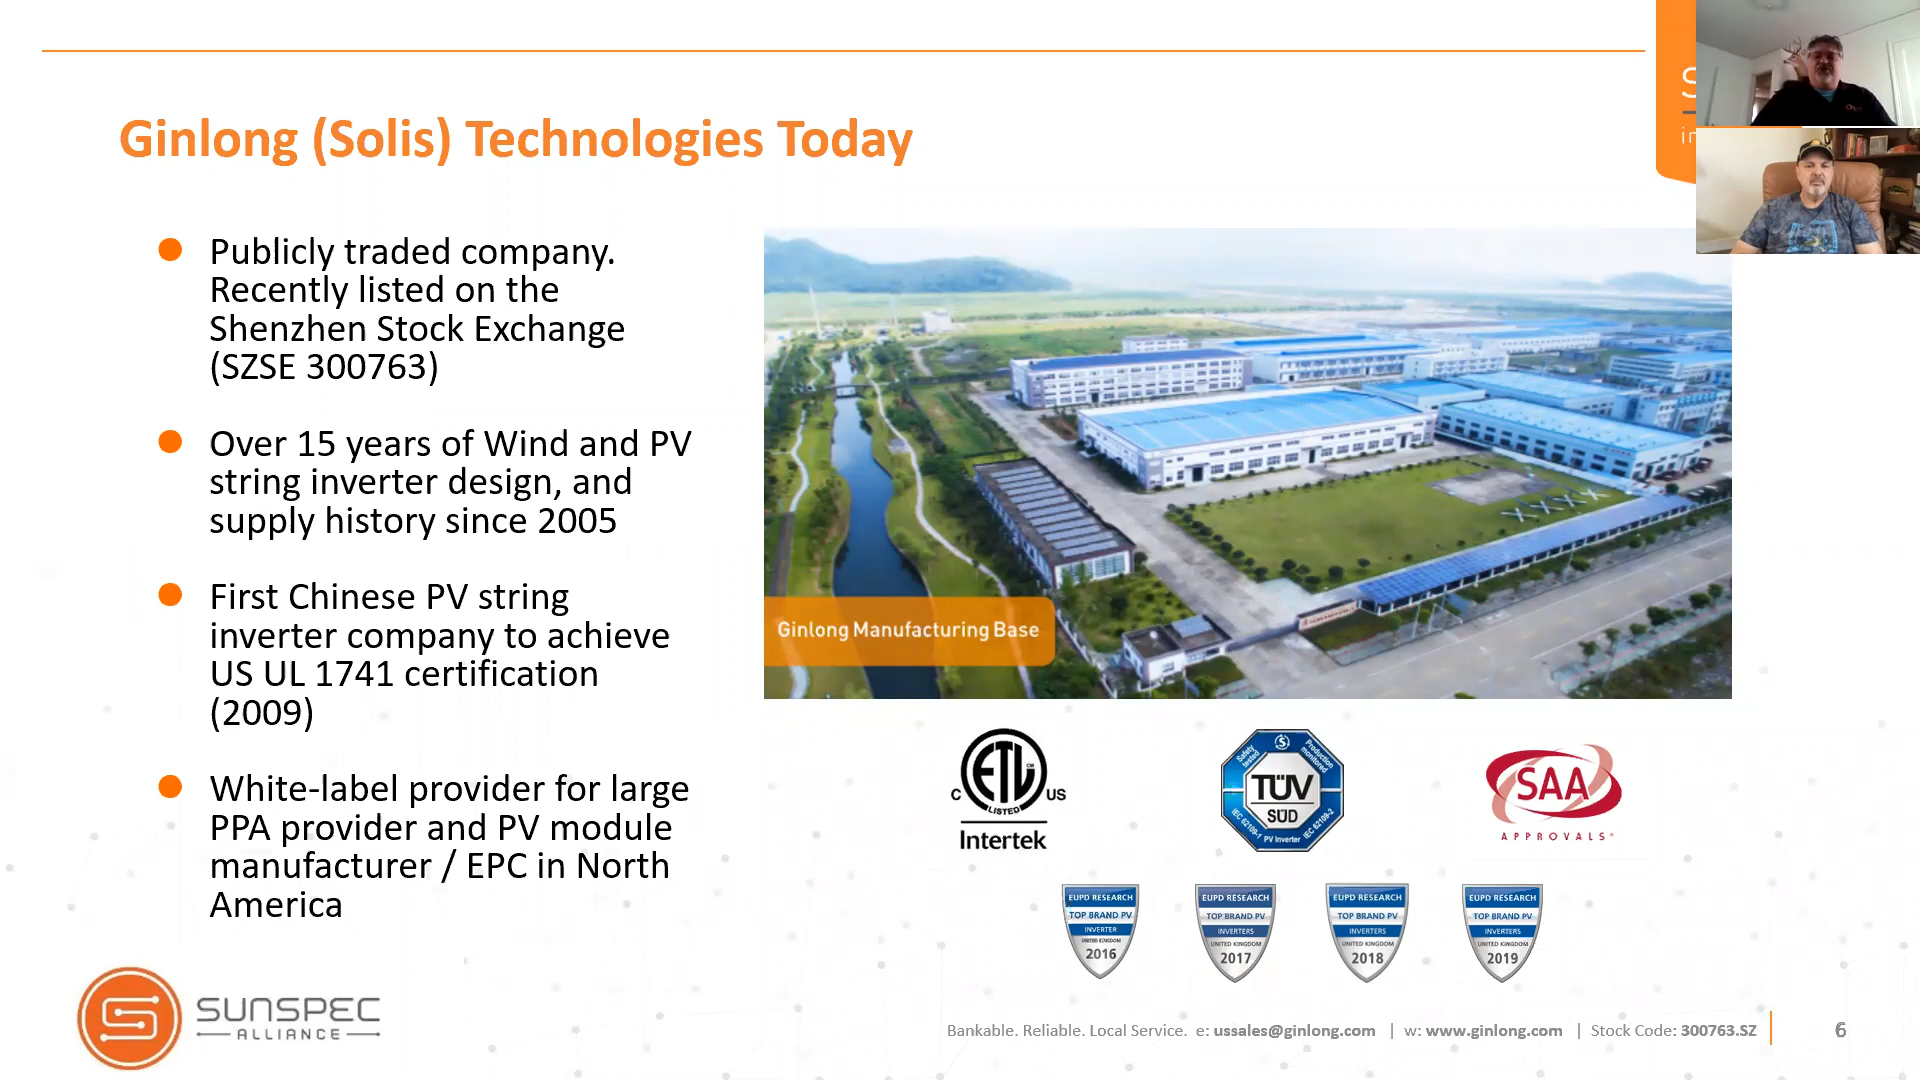 Ginlong (Solis) Technologies Today
Publicly traded company.
Recently listed on the
Shenzhen Stock Exchange
(SZSE 300763)
Over 15 years of Wind and PV
string inverter design, and
supply history since 2005
First Chinese PV string
inverter company to achieve
US UL 1741 certification
(2009)
White-label provider for large
PPA provider and PV module
manufacturer / EPC in North
America
Ginlong Manufacturing Base
ETL CM
C US
LISTED
Intertek
Safety tested
Production monitored
TÜV
SÜD
IEC 62109-1 PV Inverter IEC 62109-2
SAA
APPROVALS
EUPD RESEARCH
TOP BRAND PV
INVERTER
UNITED KINGDOM
2016
EUPD RESEARCH
TOP BRAND PV
INVERTERS
UNITED KINGDOM
2017
EUPD RESEARCH
TOP BRAND PV
INVERTERS
UNITED KINGDOM
2018
EUPD RESEARCH
TOP BRAND PV
INVERTERS
UNITED KINGDOM
2019
SUNSPEC
ALLIANCE
Bankable. Reliable. Local Service. e: ussales@ginlong.com | w: www.ginlong.com | Stock Code: 300763.SZ
6